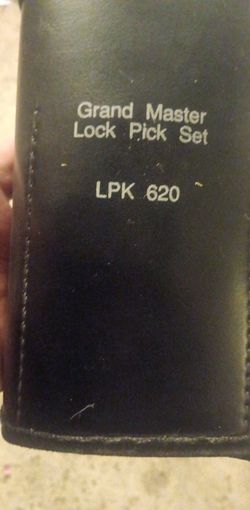 Grand Master
Lock Pick Set
LPK 620